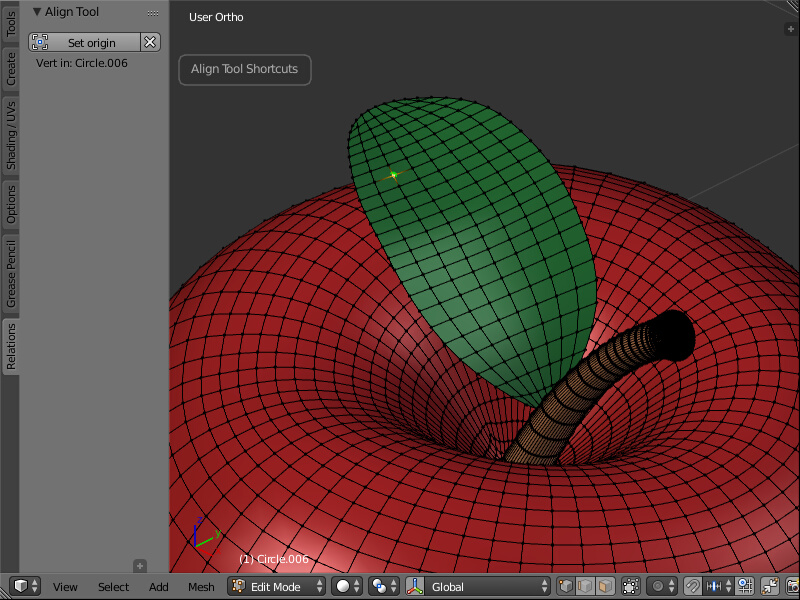 Align Tool
Set origin
Vert in: Circle.006
Tools
Create
Shading / UVs
Options
Grease Pencil
Relations
User Ortho
Align Tool Shortcuts
(1) Circle.006
View Select Add Mesh Edit Mode Global